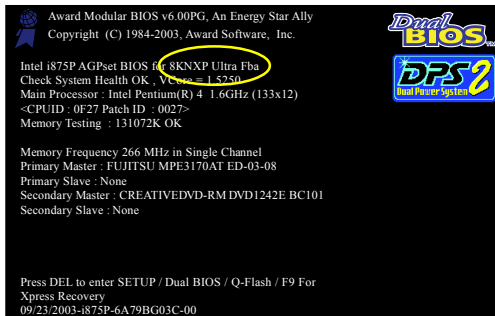 Award Modular BIOS v6.00PG, An Energy Star Ally
Copyright (C) 1984-2003, Award Software, Inc.
Dual
BIOS
TM
Intel i875P AGPset BIOS for 8KNXP Ultra Fba
Check System Health OK , VCore = 1.5250
Main Processor : Intel Pentium(R) 4 1.6GHz (133x12)
<CPUID : 0F27 Patch ID : 0027>
Memory Testing : 131072K OK
DPS2
Dual Power System
Memory Frequency 266 MHz in Single Channel
Primary Master : FUJITSU MPE3170AT ED-03-08
Primary Slave : None
Secondary Master : CREATIVEDVD-RM DVD1242E BC101
Secondary Slave : None
Press DEL to enter SETUP / Dual BIOS / Q-Flash / F9 For
Xpress Recovery
09/23/2003-i875P-6A79BG03C-00